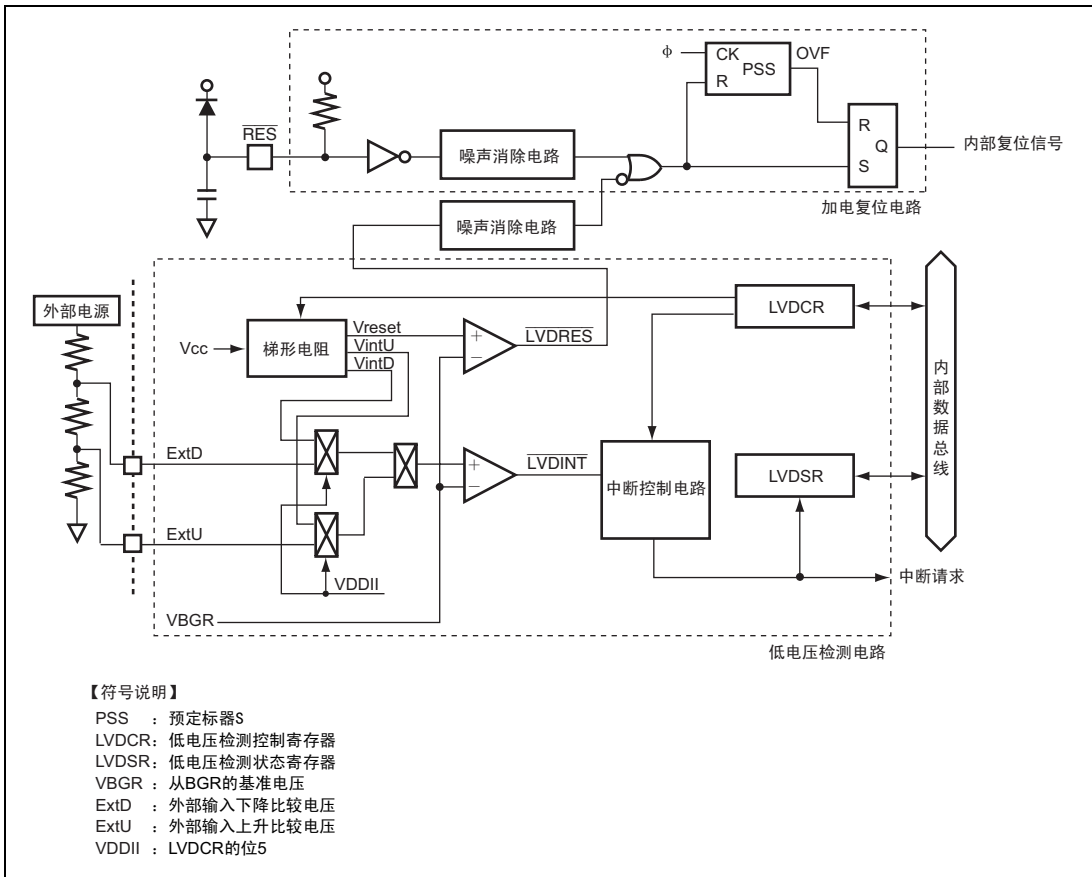 φ
CK
PSS
R
OVF
RES
噪声消除电路
R
Q
S
内部复位信号
加电复位电路
噪声消除电路
外部电源
Vcc
梯形电阻
Vreset
VintU
VintD
+
−
LVDRES
LVDCR
内部数据总线
ExtD
+
−
LVDINT
中断控制电路
LVDSR
ExtU
VDDII
中断请求
VBGR
低电压检测电路
【符号说明】
PSS ：预定标器S
LVDCR：低电压检测控制寄存器
LVDSR：低电压检测状态寄存器
VBGR ：从BGR的基准电压
ExtD ：外部输入下降比较电压
ExtU ：外部输入上升比较电压
VDDII ：LVDCR的位5